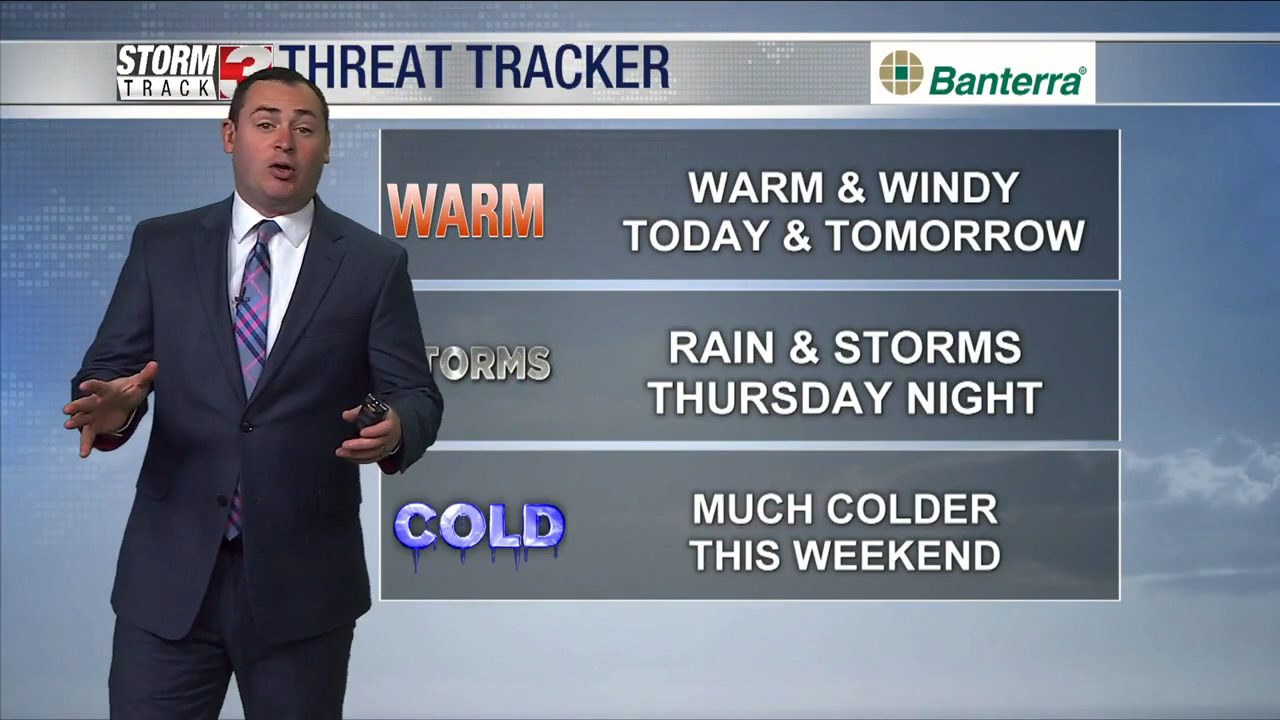 STORM
TRACK 3
THREAT TRACKER
Banterra®
WARM
WARM & WINDY
TODAY & TOMORROW
TORMS
RAIN & STORMS
THURSDAY NIGHT
COLD
MUCH COLDER
THIS WEEKEND